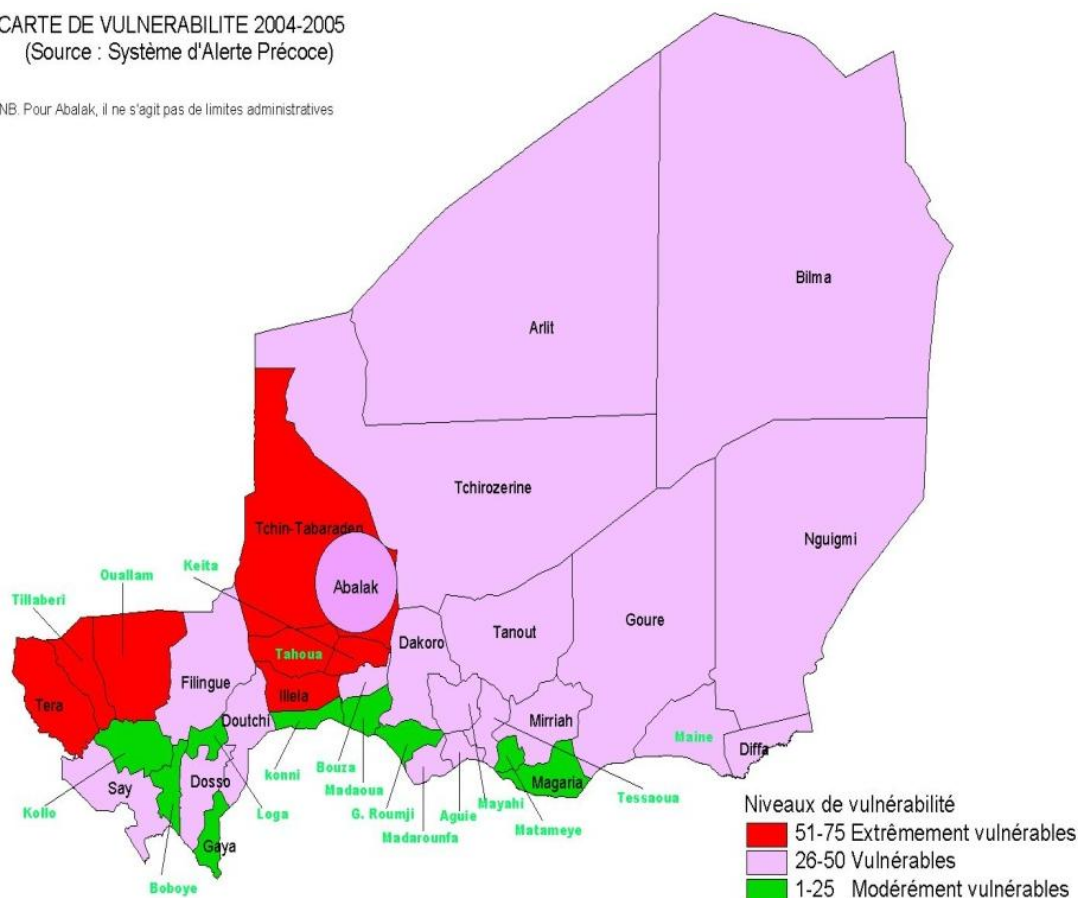 CARTE DE VULNERABILITE 2004-2005
(Source : Système d'Alerte Précoce)
NB. Pour Abalak, il ne s'agit pas de limites administratives
Bilma
Arlit
Tchirozerine
Tchin-Tabaraden
Nguigmi
Keita
Ouallam
Abalak
Tillaberi
Goure
Tanout
Dakoro
Tahoua
Filingue
Illela
Tera
Doutchi
Mirriah
Maine
Diffa
konni
Bouza
Dosso
Say
Magaria
Madaoua
Tessaoua
Mayahi
Kollo
Loga
G. Roumji
Aguie
Matameye
Madarounfa
Gaya
Boboye
Niveaux de vulnérabilité
51-75 Extrêmement vulnérables
26-50 Vulnérables
1-25 Modérément vulnérables